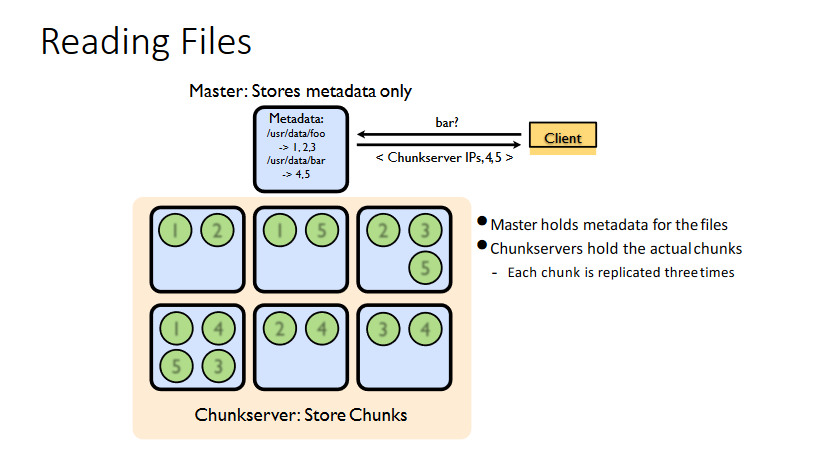 Reading Files
Master: Stores metadata only
Metadata:
/usr/data/foo
-> 1,2,3
/usr/data/bar
-> 4,5
bar?
< Chunkserver IPs,4,5 >
Client
1 2
1 5
2 3
5
1 4
5 3
2 4
3 4
Chunkserver: Store Chunks
● Master holds metadata for the files
● Chunkservers hold the actual chunks
- Each chunk is replicated three times